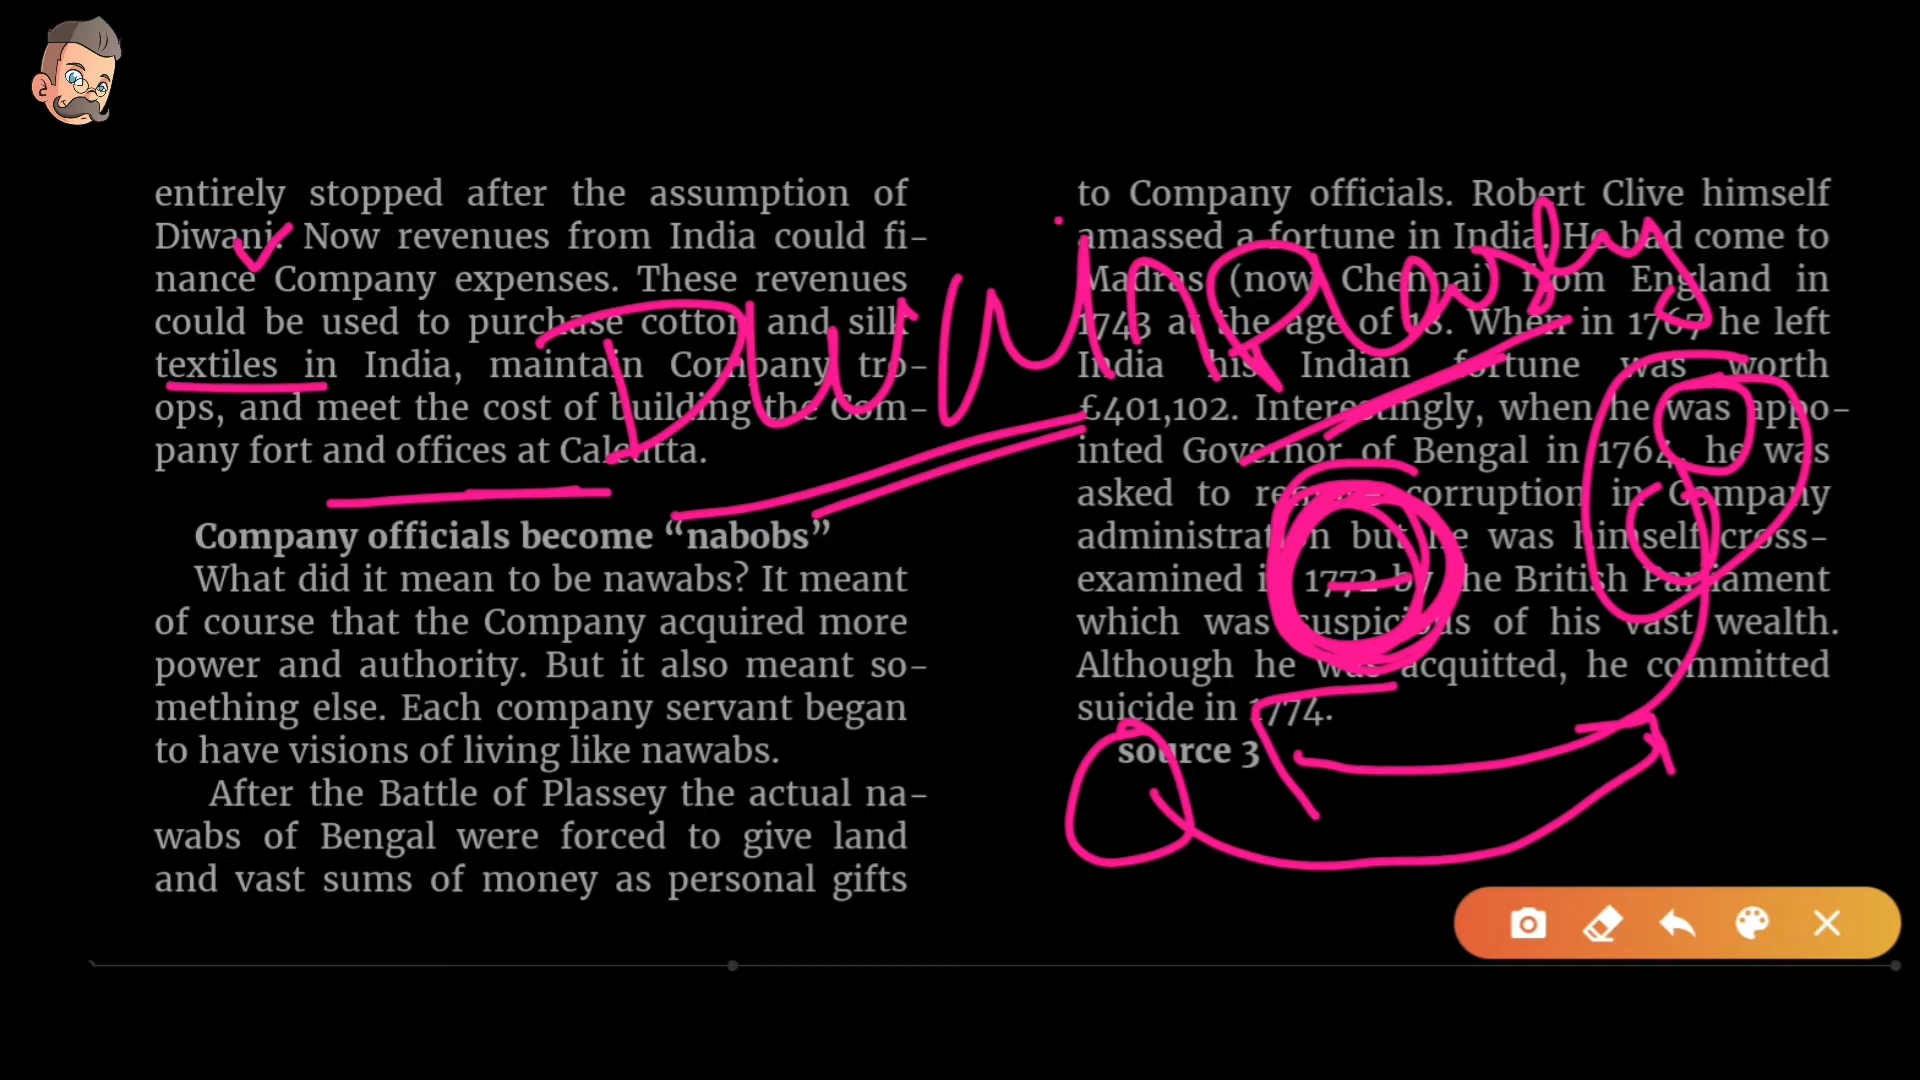 entirely stopped after the assumption of
Diwani. Now revenues from India could fi-
nance Company expenses. These revenues
could be used to purchase cotton and silk
textiles in India, maintain Company tro-
ops, and meet the cost of building the Com-
pany fort and offices at Calcutta.
Company officials become “nabobs”
What did it mean to be nawabs? It meant
of course that the Company acquired more
power and authority. But it also meant so-
mething else. Each company servant began
to have visions of living like nawabs.
After the Battle of Plassey the actual na-
wabs of Bengal were forced to give land
and vast sums of money as personal gifts
to Company officials. Robert Clive himself
amassed a fortune in India. He had come to
Madras (now Chennai) from England in
1743 at the age of 18. When in 1767 he left
India his Indian fortune was worth
£401,102. Interestingly, when he was appo-
inted Governor of Bengal in 1764, he was
asked to corruption in Company
administration but he was himself cross-
examined in 1772 by the British Parliament
which was suspicious of his vast wealth.
Although he was acquitted, he committed
suicide in 1774.
source 3
Diwani
Plassey